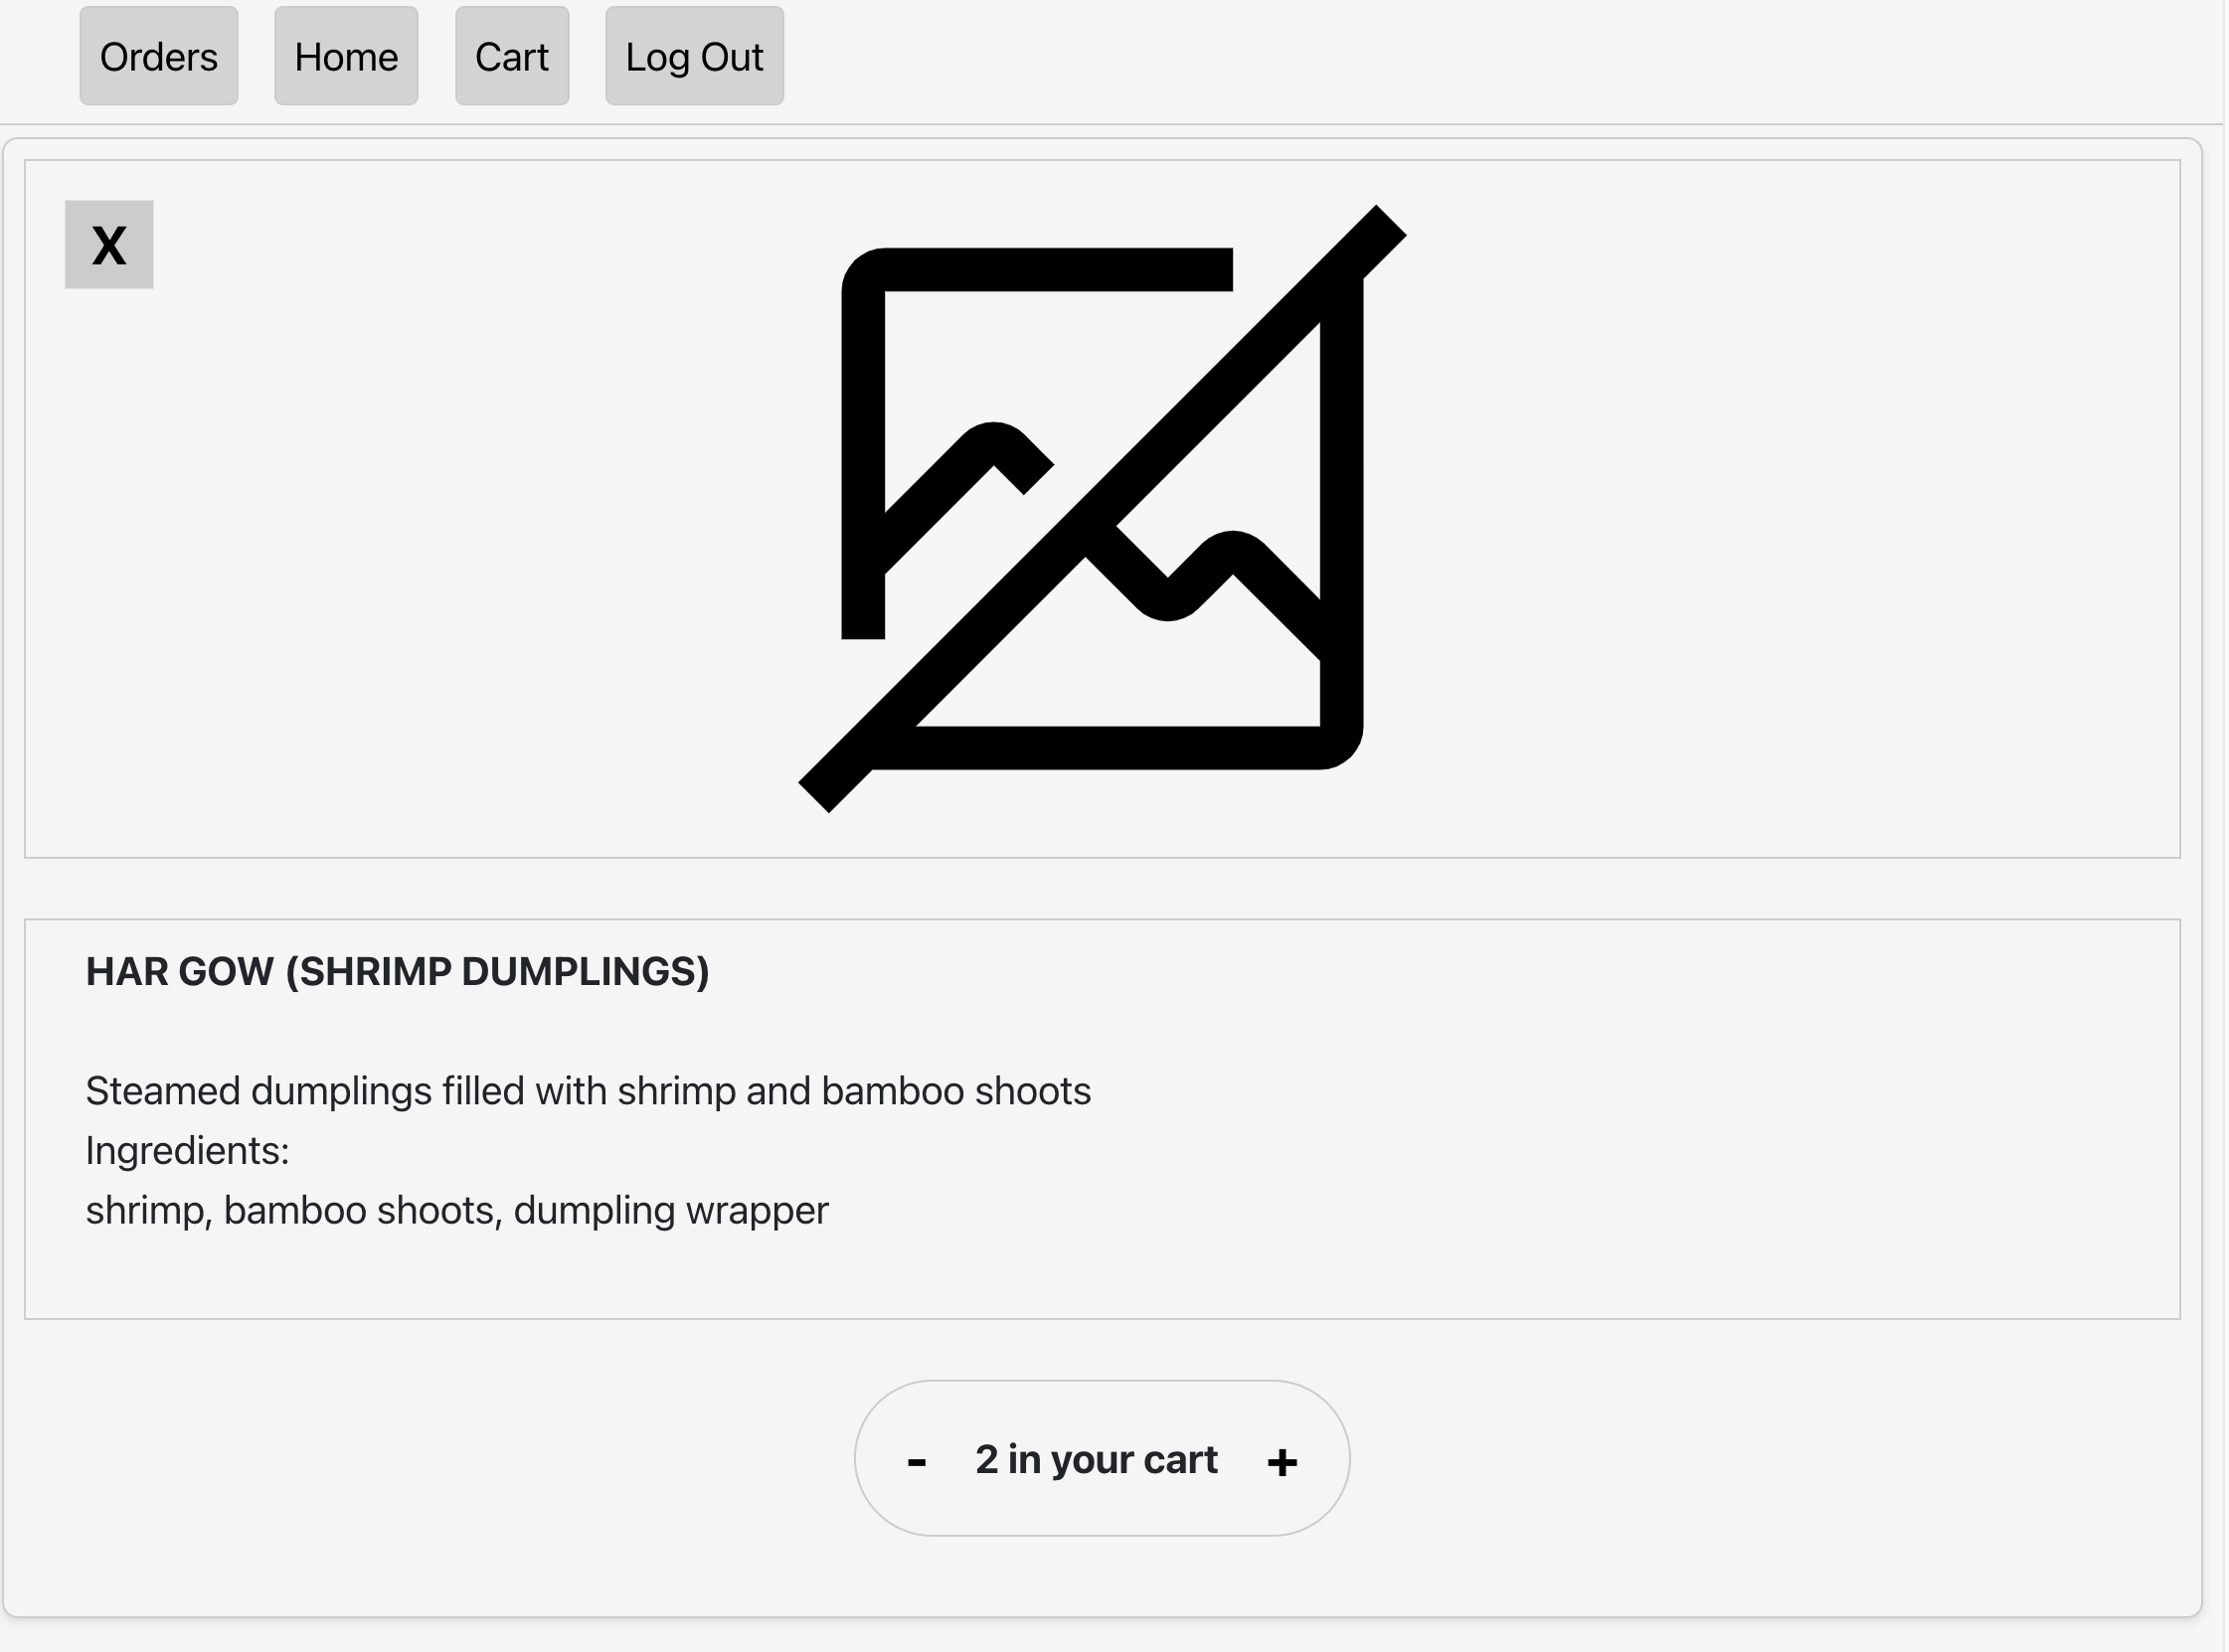 Orders Home Cart Log Out
X
HAR GOW (SHRIMP DUMPLINGS)
Steamed dumplings filled with shrimp and bamboo shoots
Ingredients:
shrimp, bamboo shoots, dumpling wrapper
- 2 in your cart +